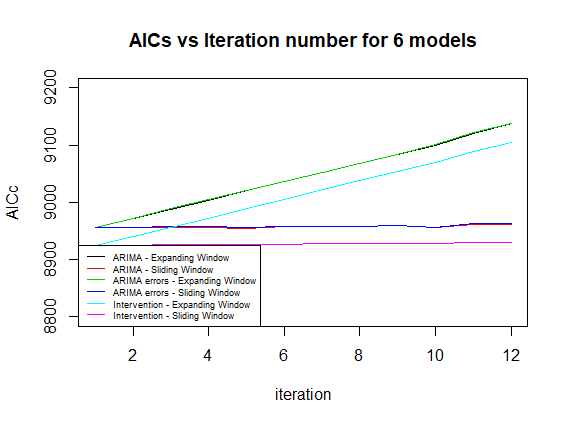 AICs vs Iteration number for 6 models
AICc
9200
9100
9000
8900
8800
ARIMA - Expanding Window
ARIMA - Sliding Window
ARIMA errors - Expanding Window
ARIMA errors - Sliding Window
Intervention - Expanding Window
Intervention - Sliding Window
2 4 6 8 10 12
iteration